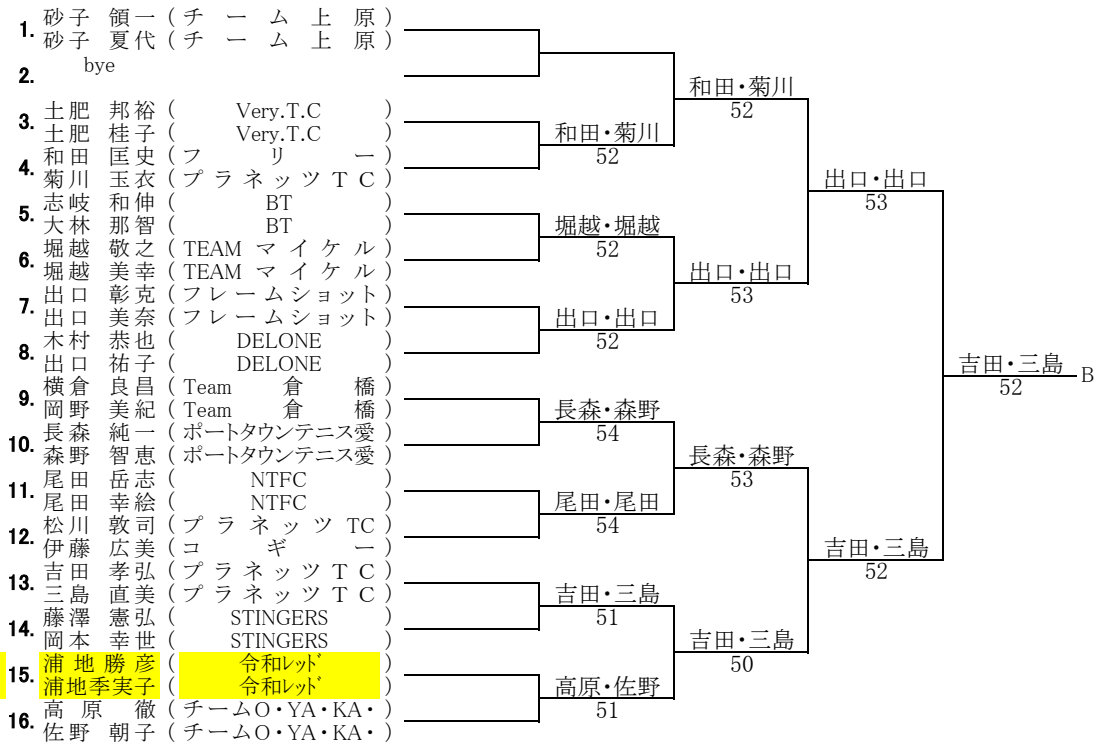 1. 砂子 領一 (チーム上原)
砂子 夏代 (チーム上原)
2. bye
3. 土肥 邦裕 ( Very.T.C )
土肥 桂子 ( Very.T.C )
4. 和田 匡史 (フリー)
菊川 玉衣 (プラネッツTC)
5. 志岐 和伸 ( BT )
大林 那智 ( BT )
6. 堀越 敬之 (TEAM マイケル)
堀越 美幸 (TEAM マイケル)
7. 出口 彰克 (フレームショット)
出口 美奈 (フレームショット)
8. 木村 恭也 ( DELONE )
出口 祐子 ( DELONE )
9. 横倉 良昌 (Team 倉橋)
岡野 美紀 (Team 倉橋)
10. 長森 純一 (ポートタウンテニス愛)
森野 智恵 (ポートタウンテニス愛)
11. 尾田 岳志 ( NTFC )
尾田 幸絵 ( NTFC )
12. 松川 敦司 (プラネッツTC)
伊藤 広美 (コギー)
13. 吉田 孝弘 (プラネッツTC)
三島 直美 (プラネッツTC)
14. 藤澤 憲弘 ( STINGERS )
岡本 幸世 ( STINGERS )
15. 浦地勝彦 ( 令和レッド )
浦地季実子 ( 令和レッド )
16. 高原 徹 (チームO・YA・KA・)
佐野 朝子 (チームO・YA・KA・)
和田・菊川
52
堀越・堀越
52
出口・出口
52
長森・森野
54
尾田・尾田
54
吉田・三島
51
高原・佐野
51
和田・菊川
52
出口・出口
53
長森・森野
53
吉田・三島
50
出口・出口
53
吉田・三島
52
吉田・三島 B
52